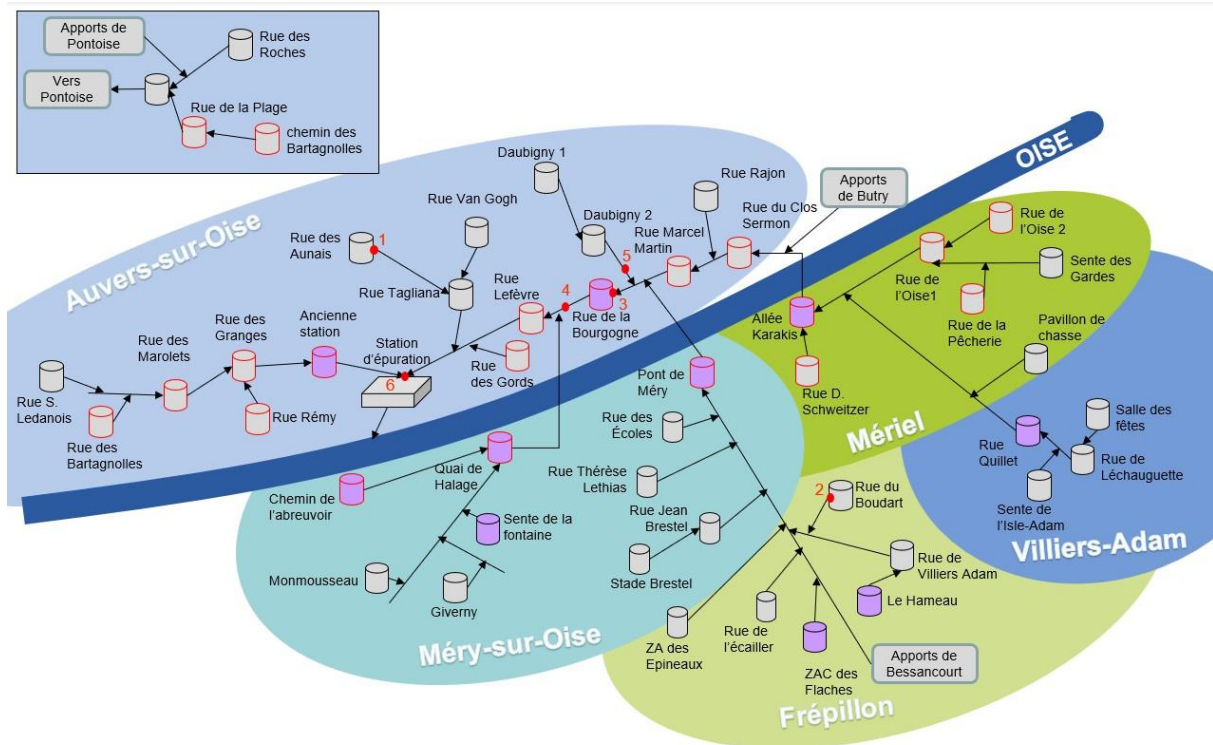 Apports de
Pontoise
Rue des
Roches
Vers
Pontoise
Rue de la Plage
chemin des
Bartagnolles
OISE
Auvers-sur-Oise
Daubigny 1
Rue Rajon
Apports
de Butry
Rue Van Gogh
Daubigny 2
Rue du Clos
Sermon
Rue Marcel
Martin
Rue des
Aunais
1
5
Rue de
l'Oise 2
Rue de
l'Oise1
Sente des
Gardes
Rue Tagliana
Rue
Lefèvre
4
3
Rue de la
Bourgogne
Allée
Karakis
Rue de la
Pêcherie
Pavillon de
chasse
Rue des
Marolets
Rue des
Granges
Ancienne
station
Station
d'épuration
6
Rue
des Gords
Pont de
Méry
Rue D.
Schweitzer
Mériel
Rue S.
Ledanois
Rue des
Bartagnolles
Rue Rémy
Rue des
Écoles
Rue
Quillet
Salle des
fêtes
Rue de
Léchauguette
Sente de
l'Isle-Adam
Villiers-Adam
Quai de
Halage
Chemin de
l'abreuvoir
Rue Thérèse
Lethias
2
Rue du
Boudart
Sente de la
fontaine
Rue Jean
Brestel
Stade Brestel
Rue de
Villiers Adam
Le Hameau
Monmousseau
Giverny
Méry-sur-Oise
ZA des
Epineaux
Rue de
l'écailler
ZAC des
Flaches
Apports de
Bessancourt
Frépillon